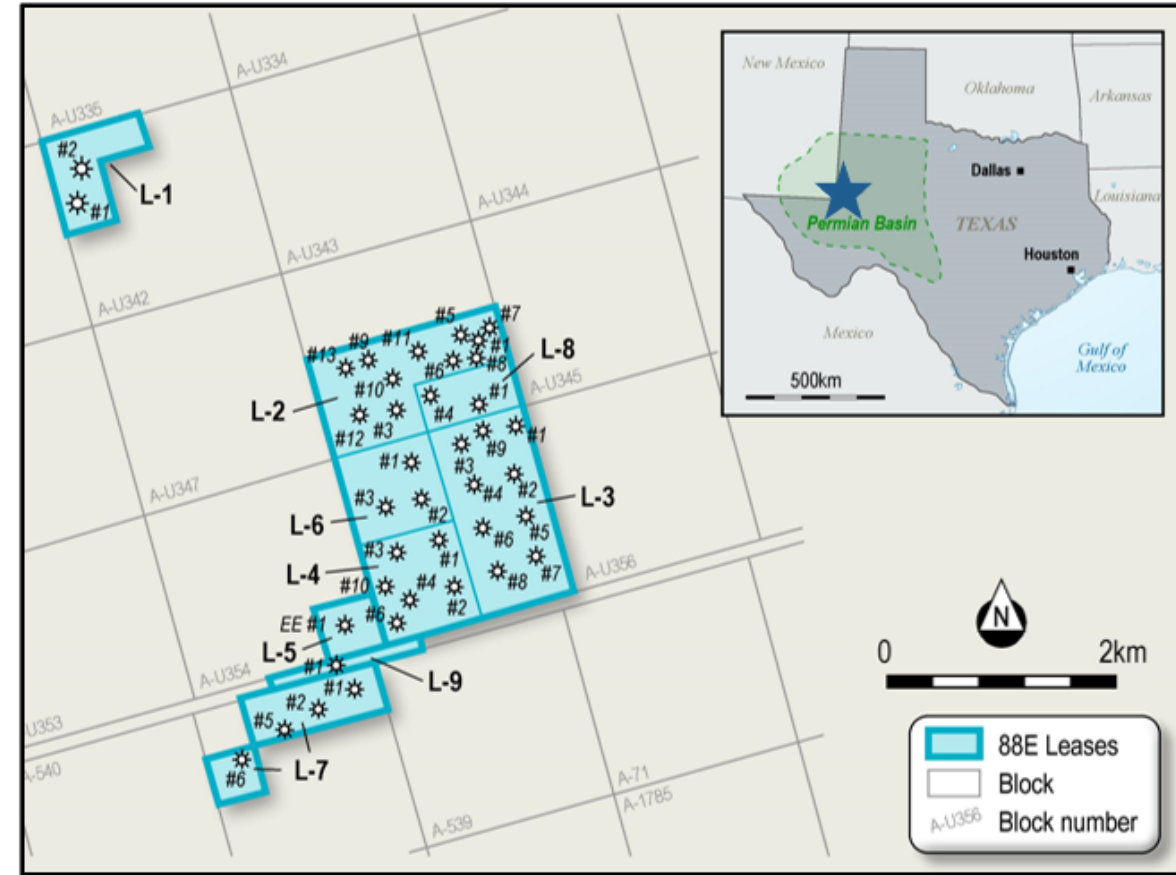 A-U334
A-U335
#2
#1
L-1
A-U344
A-U343
A-U342
#5
#7
#13
#9
#11
#1
#6
#8
L-8
#10
#4
#1
A-U345
L-2
#12
#3
#1
#9
#1
#3
A-U347
#3
#2
#4
#2
L-3
L-6
#6
#5
#3
#1
#8
#7
A-U356
L-4
#10
#4
#2
EE #1
#6
L-5
#1
L-9
A-U354
#1
#2
#5
L-7
#6
U353
A-540
A-71
A-1785
A-539
New Mexico
Oklahoma
Arkansas
Dallas
Louisiana
Permian Basin
TEXAS
Houston
Mexico
Gulf of
Mexico
500km
N
0
2km
88E Leases
Block
A-U356
Block number